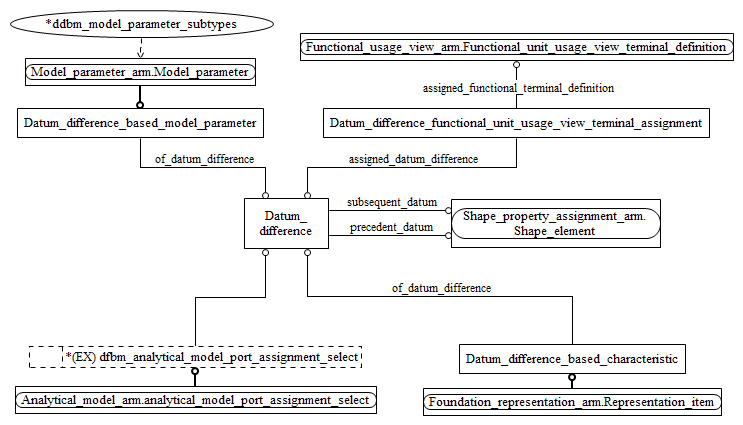 *ddbm_model_parameter_subtypes
Functional_usage_view_arm.Functional_unit_usage_view_terminal_definition
Model_parameter_arm.Model_parameter
assigned_functional_terminal_definition
Datum_difference_based_model_parameter
Datum_difference_functional_unit_usage_view_terminal_assignment
of_datum_difference
assigned_datum_difference
Datum_
difference
subsequent_datum
precedent_datum
Shape_property_assignment_arm.
Shape_element
of_datum_difference
*(EX) dfbm_analytical_model_port_assignment_select
Datum_difference_based_characteristic
Analytical_model_arm.analytical_model_port_assignment_select
Foundation_representation_arm.Representation_item